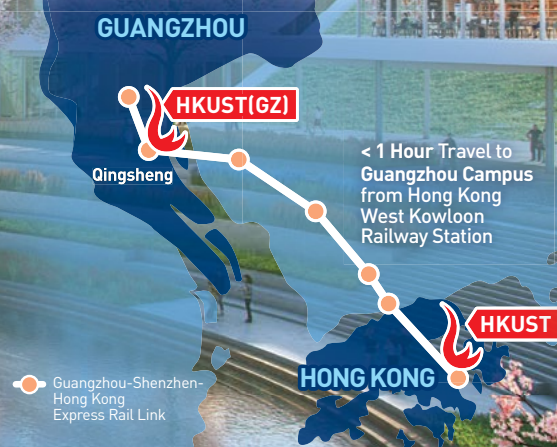 GUANGZHOU
HKUST(GZ)
Qingsheng
< 1 Hour Travel to
Guangzhou Campus
from Hong Kong
West Kowloon
Railway Station
HKUST
HONG KONG
Guangzhou-Shenzhen-
Hong Kong
Express Rail Link